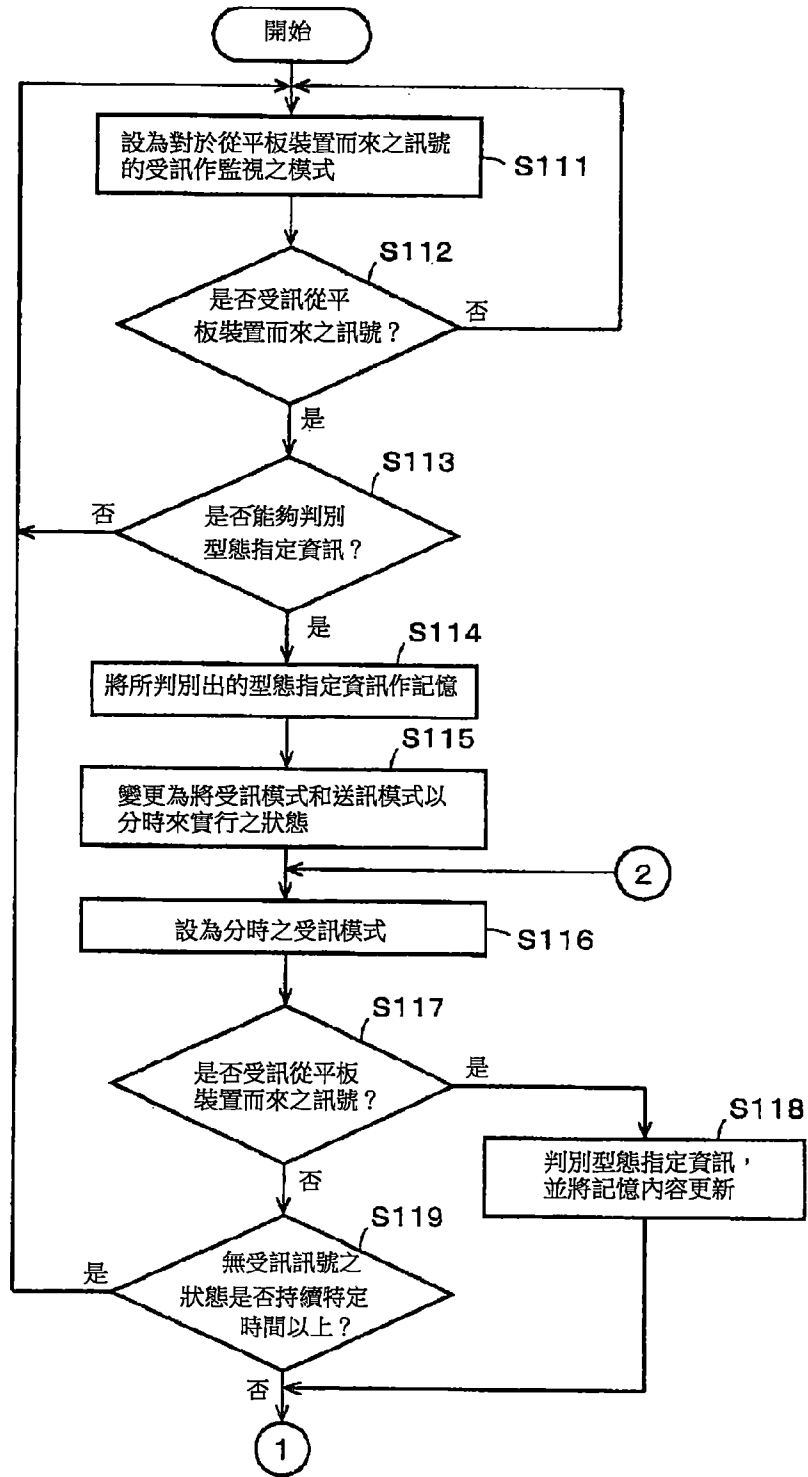 開始
設為對於從平板裝置而來之訊號
的受訊作監視之模式
S111
S112
是否受訊從平
板裝置而來之訊號？
否
是
S113
是否能夠判別
型態指定資訊？
否
是
S114
將所判別出的型態指定資訊作記憶
S115
變更為將受訊模式和送訊模式以
分時來實行之狀態
2
設為分時之受訊模式
S116
S117
是否受訊從平板
裝置而來之訊號？
是
否
S118
判別型態指定資訊，
並將記憶內容更新
S119
無受訊訊號之
狀態是否持續特定
時間以上？
是
否
1